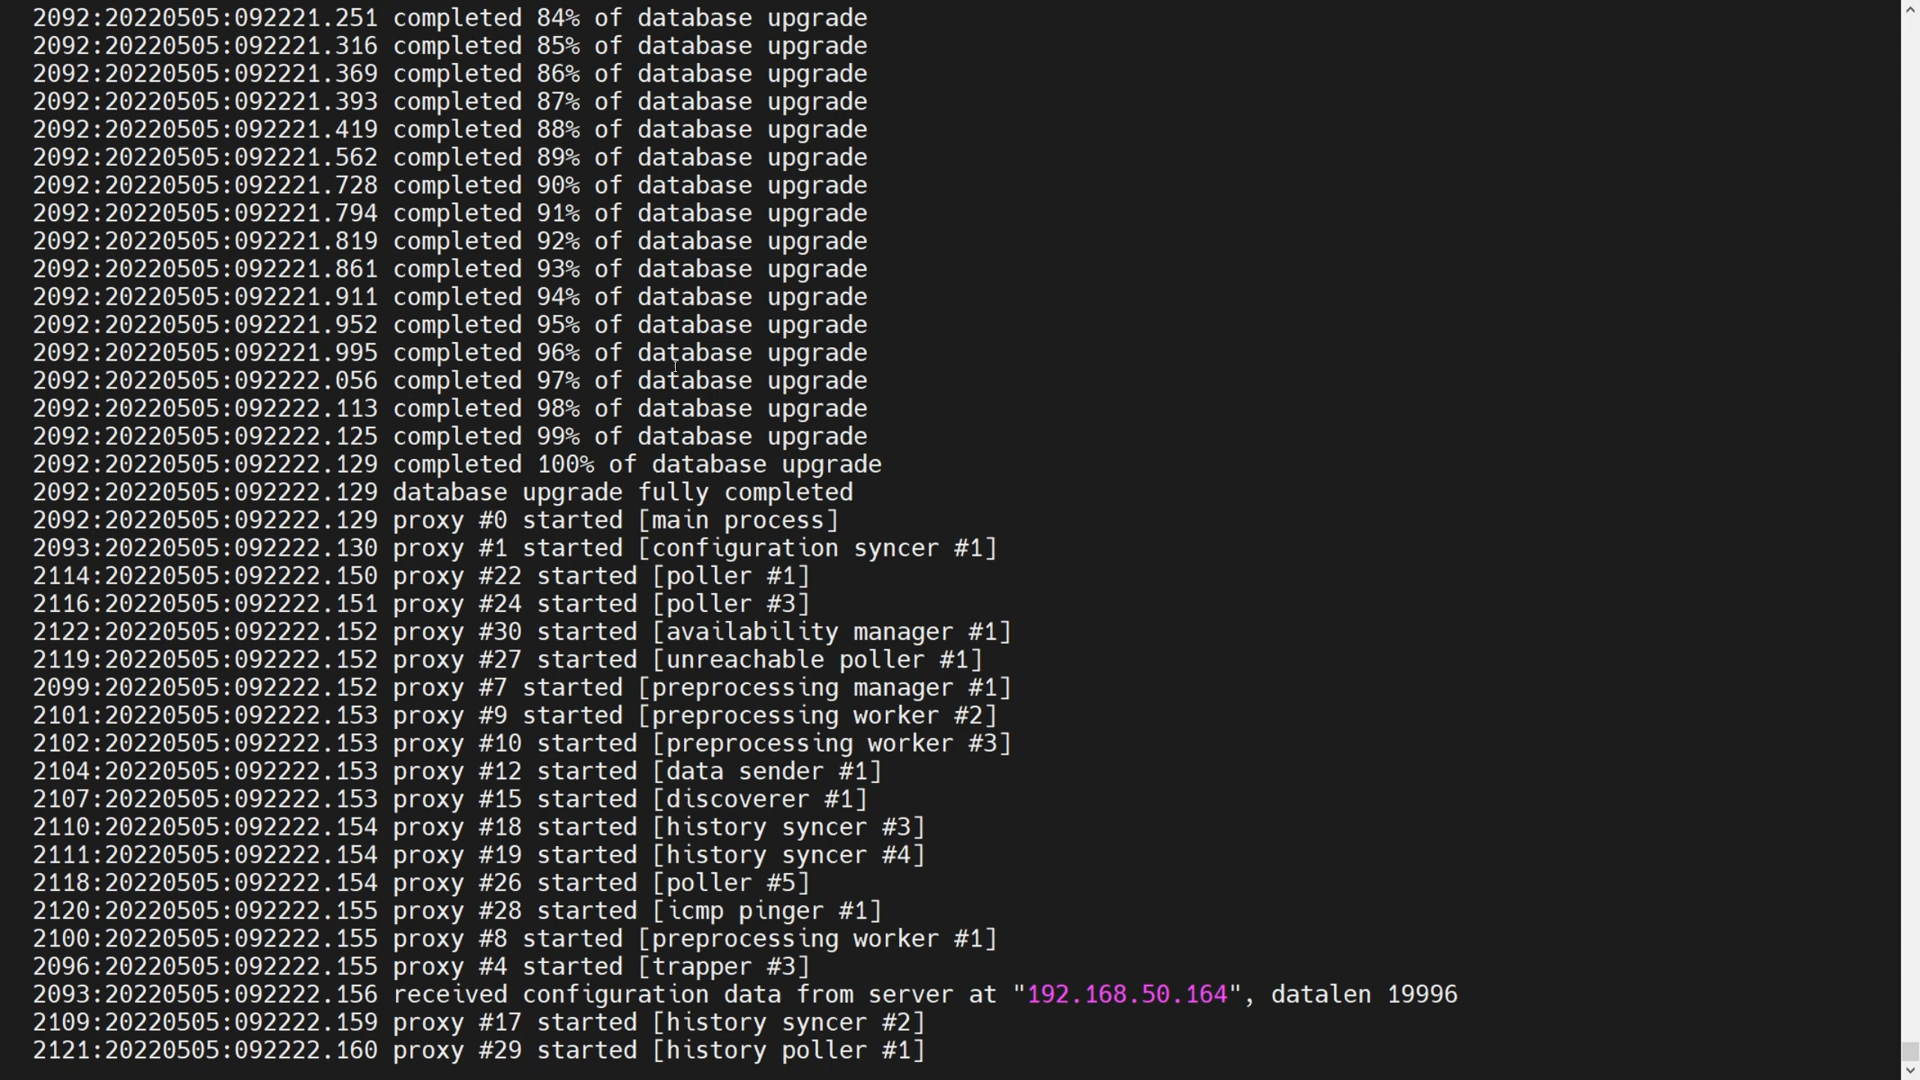 2092:20220505:092221.251 completed 84% of database upgrade
2092:20220505:092221.316 completed 85% of database upgrade
2092:20220505:092221.369 completed 86% of database upgrade
2092:20220505:092221.393 completed 87% of database upgrade
2092:20220505:092221.419 completed 88% of database upgrade
2092:20220505:092221.562 completed 89% of database upgrade
2092:20220505:092221.728 completed 90% of database upgrade
2092:20220505:092221.794 completed 91% of database upgrade
2092:20220505:092221.819 completed 92% of database upgrade
2092:20220505:092221.861 completed 93% of database upgrade
2092:20220505:092221.911 completed 94% of database upgrade
2092:20220505:092221.952 completed 95% of database upgrade
2092:20220505:092221.995 completed 96% of database upgrade
2092:20220505:092222.056 completed 97% of database upgrade
2092:20220505:092222.113 completed 98% of database upgrade
2092:20220505:092222.125 completed 99% of database upgrade
2092:20220505:092222.129 completed 100% of database upgrade
2092:20220505:092222.129 database upgrade fully completed
2092:20220505:092222.129 proxy #0 started [main process]
2093:20220505:092222.130 proxy #1 started [configuration syncer #1]
2114:20220505:092222.150 proxy #22 started [poller #1]
2116:20220505:092222.151 proxy #24 started [poller #3]
2122:20220505:092222.152 proxy #30 started [availability manager #1]
2119:20220505:092222.152 proxy #27 started [unreachable poller #1]
2099:20220505:092222.152 proxy #7 started [preprocessing manager #1]
2101:20220505:092222.153 proxy #9 started [preprocessing worker #2]
2102:20220505:092222.153 proxy #10 started [preprocessing worker #3]
2104:20220505:092222.153 proxy #12 started [data sender #1]
2107:20220505:092222.153 proxy #15 started [discoverer #1]
2110:20220505:092222.154 proxy #18 started [history syncer #3]
2111:20220505:092222.154 proxy #19 started [history syncer #4]
2118:20220505:092222.154 proxy #26 started [poller #5]
2120:20220505:092222.155 proxy #28 started [icmp pinger #1]
2100:20220505:092222.155 proxy #8 started [preprocessing worker #1]
2096:20220505:092222.155 proxy #4 started [trapper #3]
2093:20220505:092222.156 received configuration data from server at "192.168.50.164", datalen 19996
2109:20220505:092222.159 proxy #17 started [history syncer #2]
2121:20220505:092222.160 proxy #29 started [history poller #1]